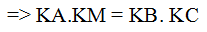 => KA.KM = KB. KC